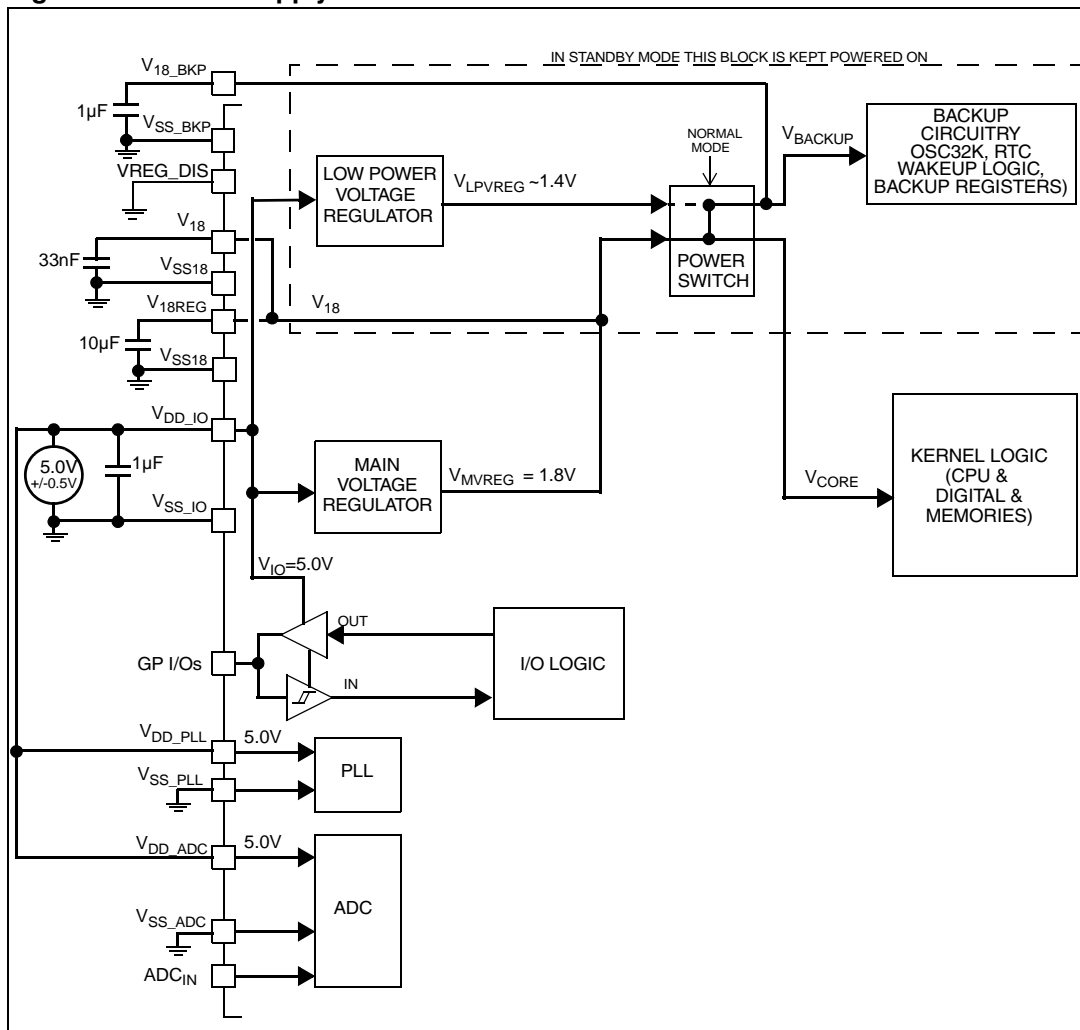 IN STANDBY MODE THIS BLOCK IS KEPT POWERED ON
V18_BKP
1µF
VSS_BKP
VREG_DIS
V18
33nF
VSS18
V18REG
10µF
VSS18
LOW POWER
VOLTAGE
REGULATOR
VLPVREG ~1.4V
NORMAL
MODE
POWER
SWITCH
VBACKUP
BACKUP
CIRCUITRY
OSC32K, RTC
WAKEUP LOGIC,
BACKUP REGISTERS)
V18
VDD_IO
5.0V
+/-0.5V
1µF
VSS_IO
MAIN
VOLTAGE
REGULATOR
VMVREG = 1.8V
VCORE
KERNEL LOGIC
(CPU &
DIGITAL &
MEMORIES)
VIO=5.0V
OUT
GP I/Os
IN
I/O LOGIC
VDD_PLL
5.0V
VSS_PLL
PLL
VDD_ADC
5.0V
VSS_ADC
ADCIN
ADC